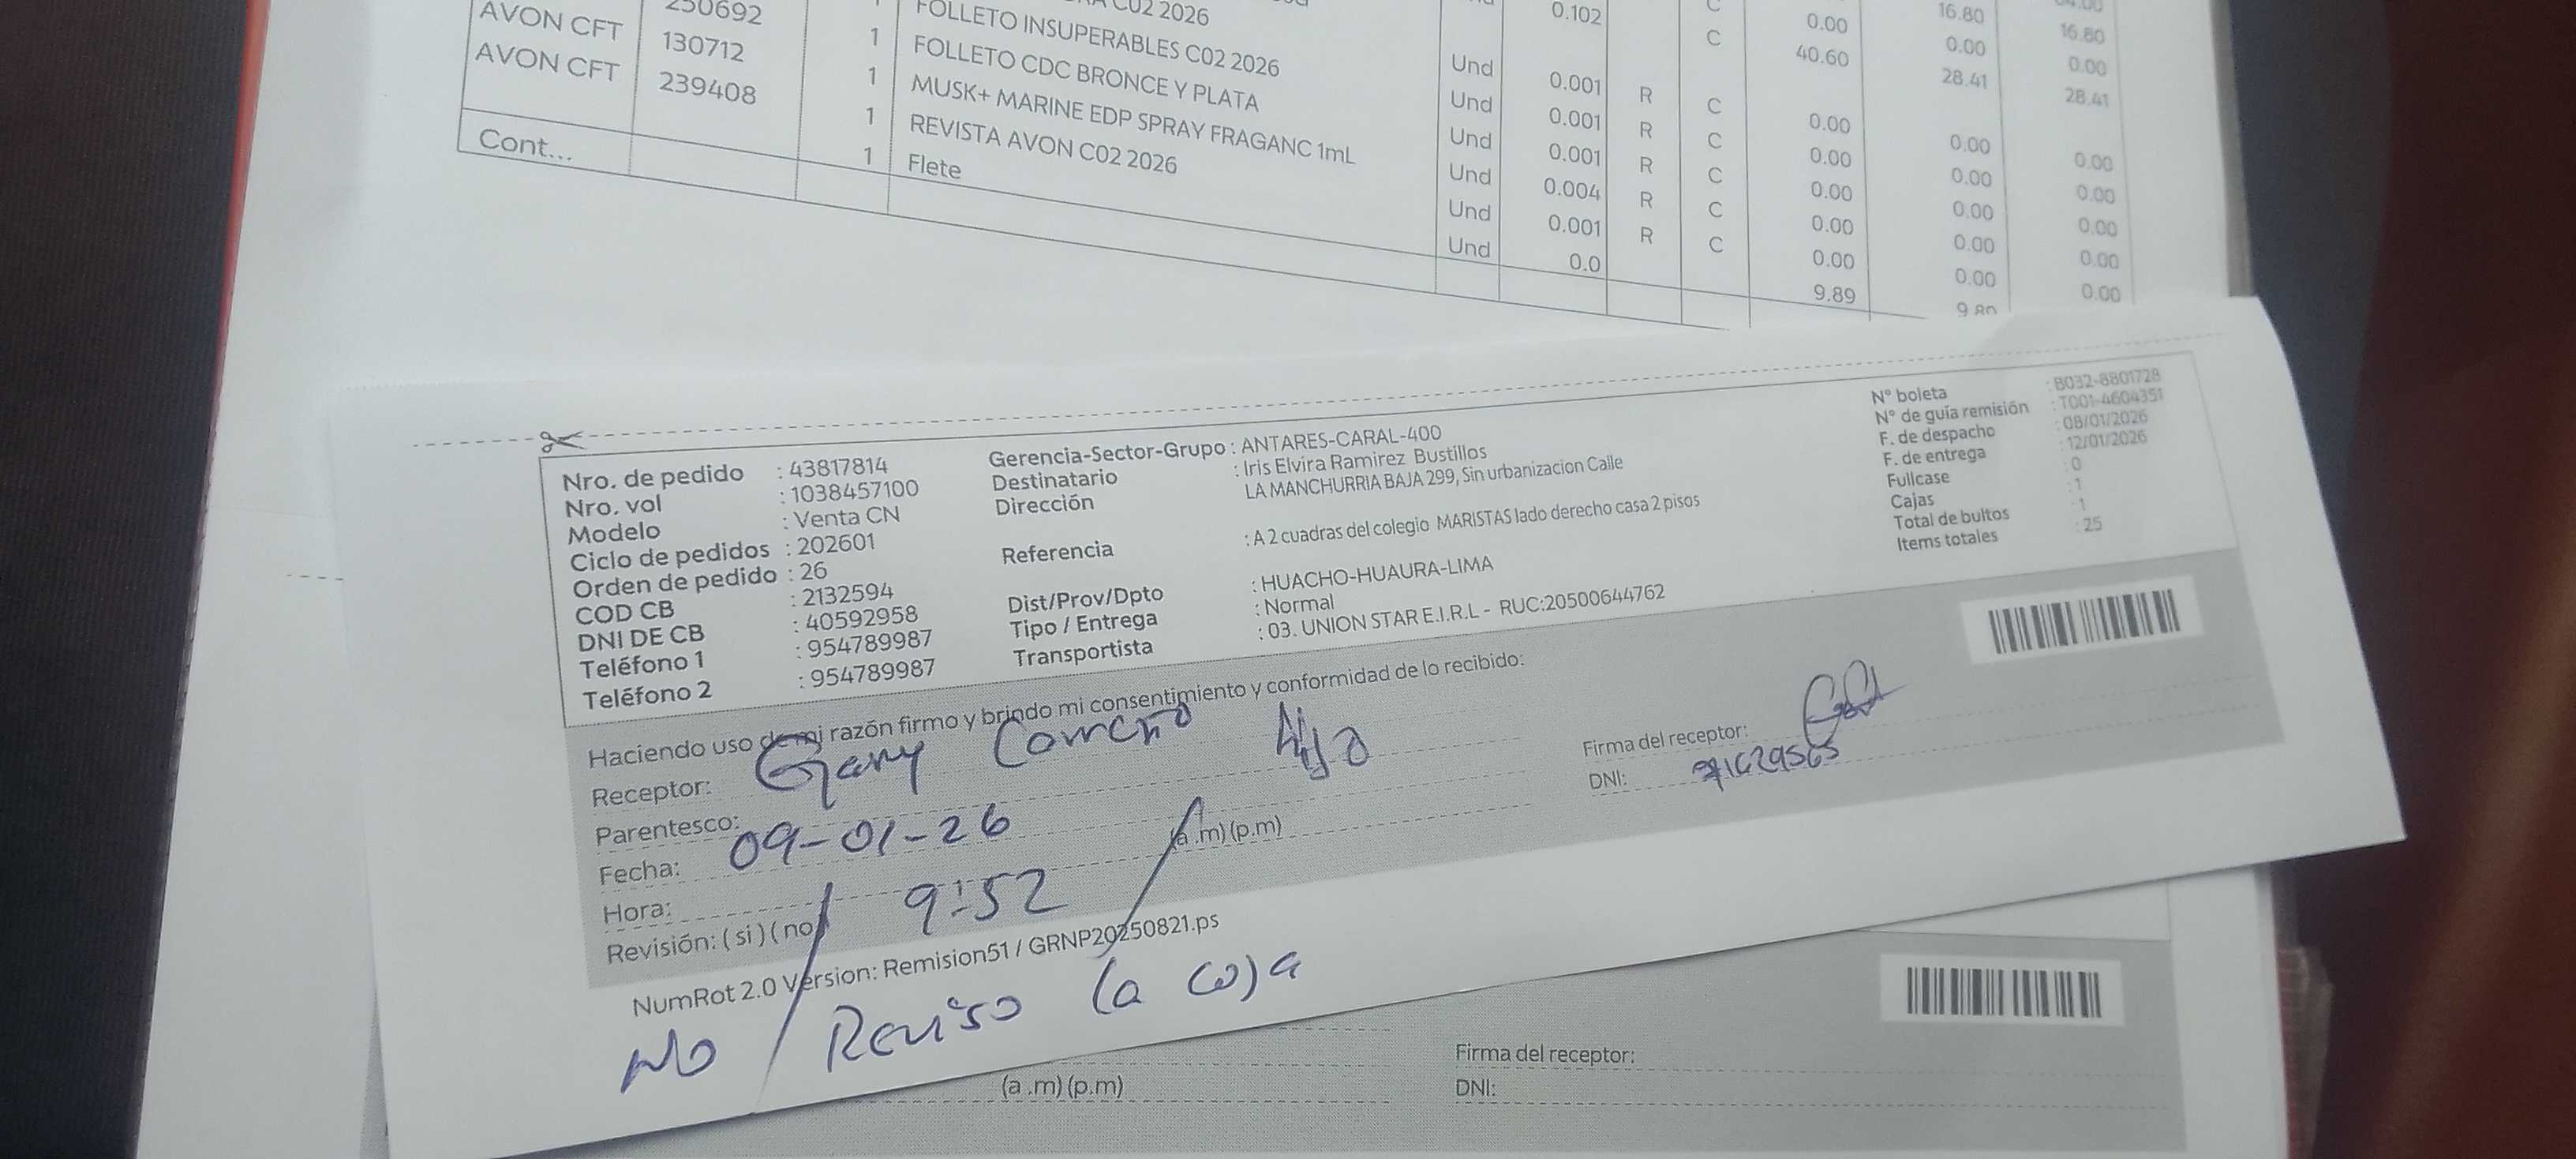 C02 2026
AVON CFT 130712 1 FOLLETO INSUPERABLES C02 2026 Und 0.001 R C 0.00 0.00 0.00
AVON CFT 239408 1 FOLLETO CDC BRONCE Y PLATA Und 0.001 R C 0.00 0.00 0.00
1 MUSK+ MARINE EDP SPRAY FRAGANC 1mL Und 0.001 R C 0.00 0.00 0.00
1 REVISTA AVON C02 2026 Und 0.004 R C 0.00 0.00 0.00
Cont... 1 Flete Und 0.001 R C 0.00 0.00 0.00
Und 0.0 9.89
0.102 C 0.00 16.80 16.80
C 40.60 0.00 0.00
28.41 28.41
Nro. de pedido : 43817814
Nro. vol : 1038457100
Modelo : Venta CN
Ciclo de pedidos : 202601
Orden de pedido : 26
COD CB : 2132594
DNI DE CB : 40592958
Teléfono 1 : 954789987
Teléfono 2 : 954789987
Gerencia-Sector-Grupo : ANTARES-CARAL-400
Destinatario : Iris Elvira Ramirez Bustillos
Dirección LA MANCHURRIA BAJA 299, Sin urbanizacion Calle
Referencia : A 2 cuadras del colegio MARISTAS lado derecho casa 2 pisos
Dist/Prov/Dpto : HUACHO-HUAURA-LIMA
Tipo / Entrega : Normal
Transportista : 03. UNION STAR E.I.R.L - RUC:20500644762
N° boleta : B032-8801728
N° de guía remisión : T001-4604351
F. de despacho : 08/01/2026
F. de entrega : 12/01/2026
Fullcase : 0
Cajas : 1
Total de bultos : 1
Items totales : 25
Haciendo uso de mi razón firmo y brindo mi consentimiento y conformidad de lo recibido:
Receptor: Gany Carreño Hija
Parentesco:
Fecha: 09-01-26
Hora: 9:52 (a .m) (p.m)
Revisión: ( si ) ( no )
Firma del receptor:
DNI: 71629565
NumRot 2.0 Version: Remision51 / GRNP20250821.ps
NO Reviso la caja
(a .m) (p.m)
Firma del receptor:
DNI: